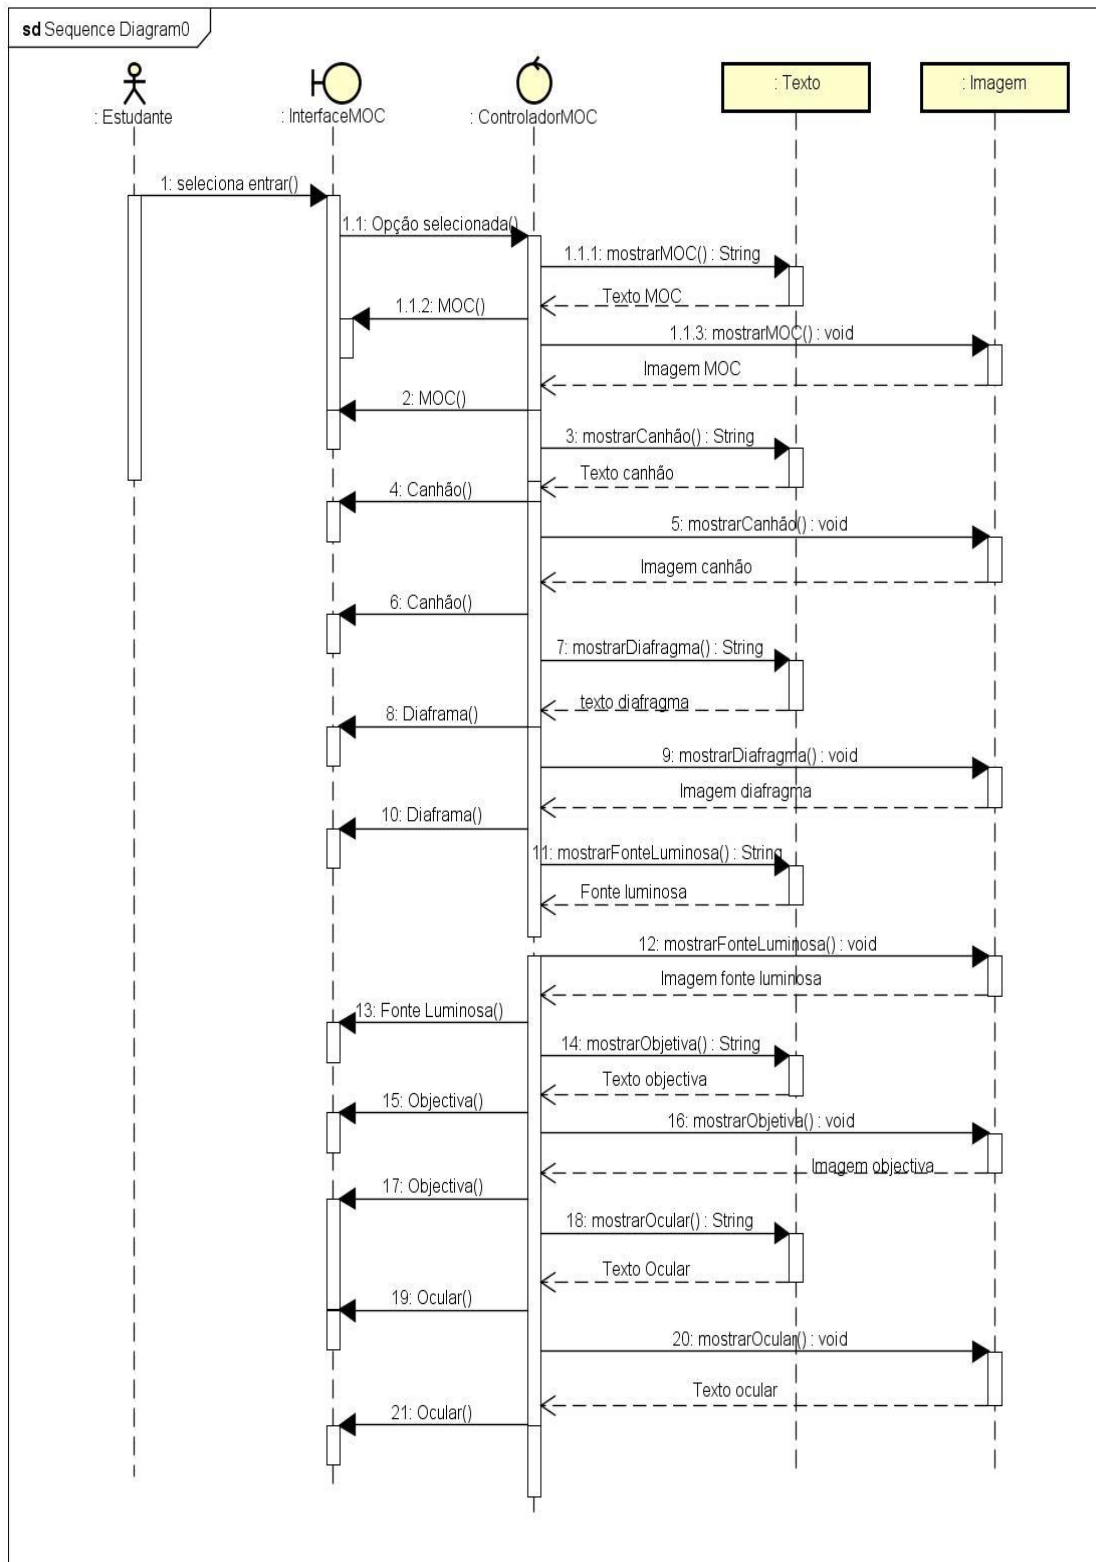 sd Sequence Diagram0
: Estudante
: InterfaceMOC
: ControladorMOC
: Texto
: Imagem
1: seleciona entrar()
1.1: Opção selecionada()
1.1.1: mostrarMOC() : String
Texto MOC
1.1.2: MOC()
1.1.3: mostrarMOC() : void
Imagem MOC
2: MOC()
3: mostrarCanhão() : String
Texto canhão
4: Canhão()
5: mostrarCanhão() : void
Imagem canhão
6: Canhão()
7: mostrarDiafragma() : String
texto diafragma
8: Diaframa()
9: mostrarDiafragma() : void
Imagem diafragma
10: Diaframa()
11: mostrarFonteLuminosa() : String
Fonte luminosa
12: mostrarFonteLuminosa() : void
Imagem fonte luminosa
13: Fonte Luminosa()
14: mostrarObjetiva() : String
Texto objectiva
15: Objectiva()
16: mostrarObjetiva() : void
Imagem objectiva
17: Objectiva()
18: mostrarOcular() : String
Texto Ocular
19: Ocular()
20: mostrarOcular() : void
Texto ocular
21: Ocular()